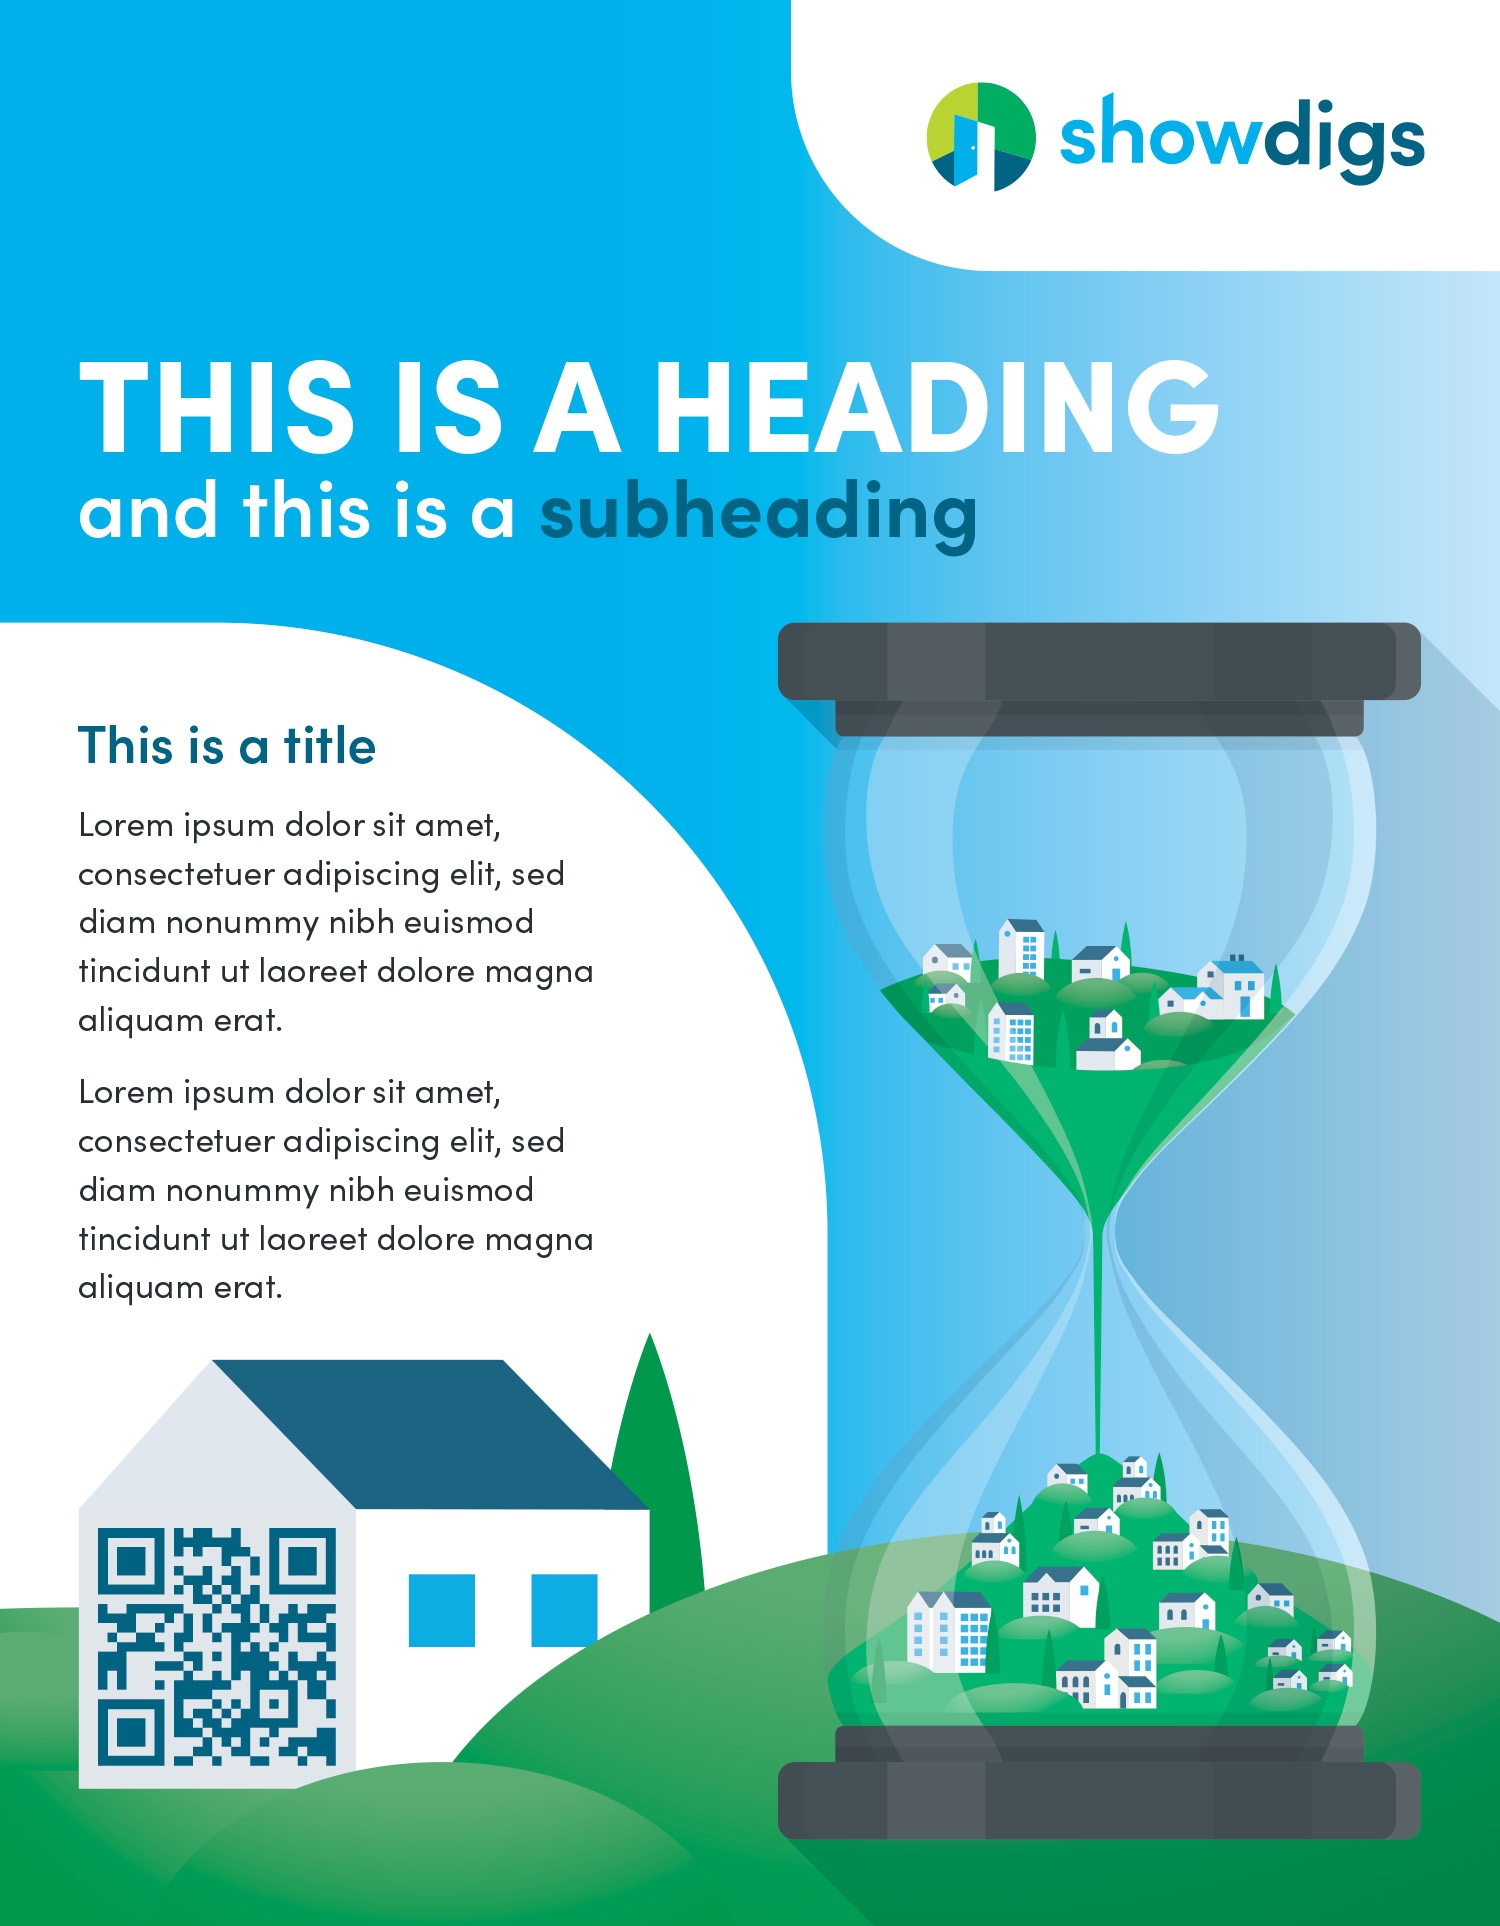 showdigs
THIS IS A HEADING
and this is a subheading
This is a title
Lorem ipsum dolor sit amet,
consectetuer adipiscing elit, sed
diam nonummy nibh euismod
tincidunt ut laoreet dolore magna
aliquam erat.
Lorem ipsum dolor sit amet,
consectetuer adipiscing elit, sed
diam nonummy nibh euismod
tincidunt ut laoreet dolore magna
aliquam erat.